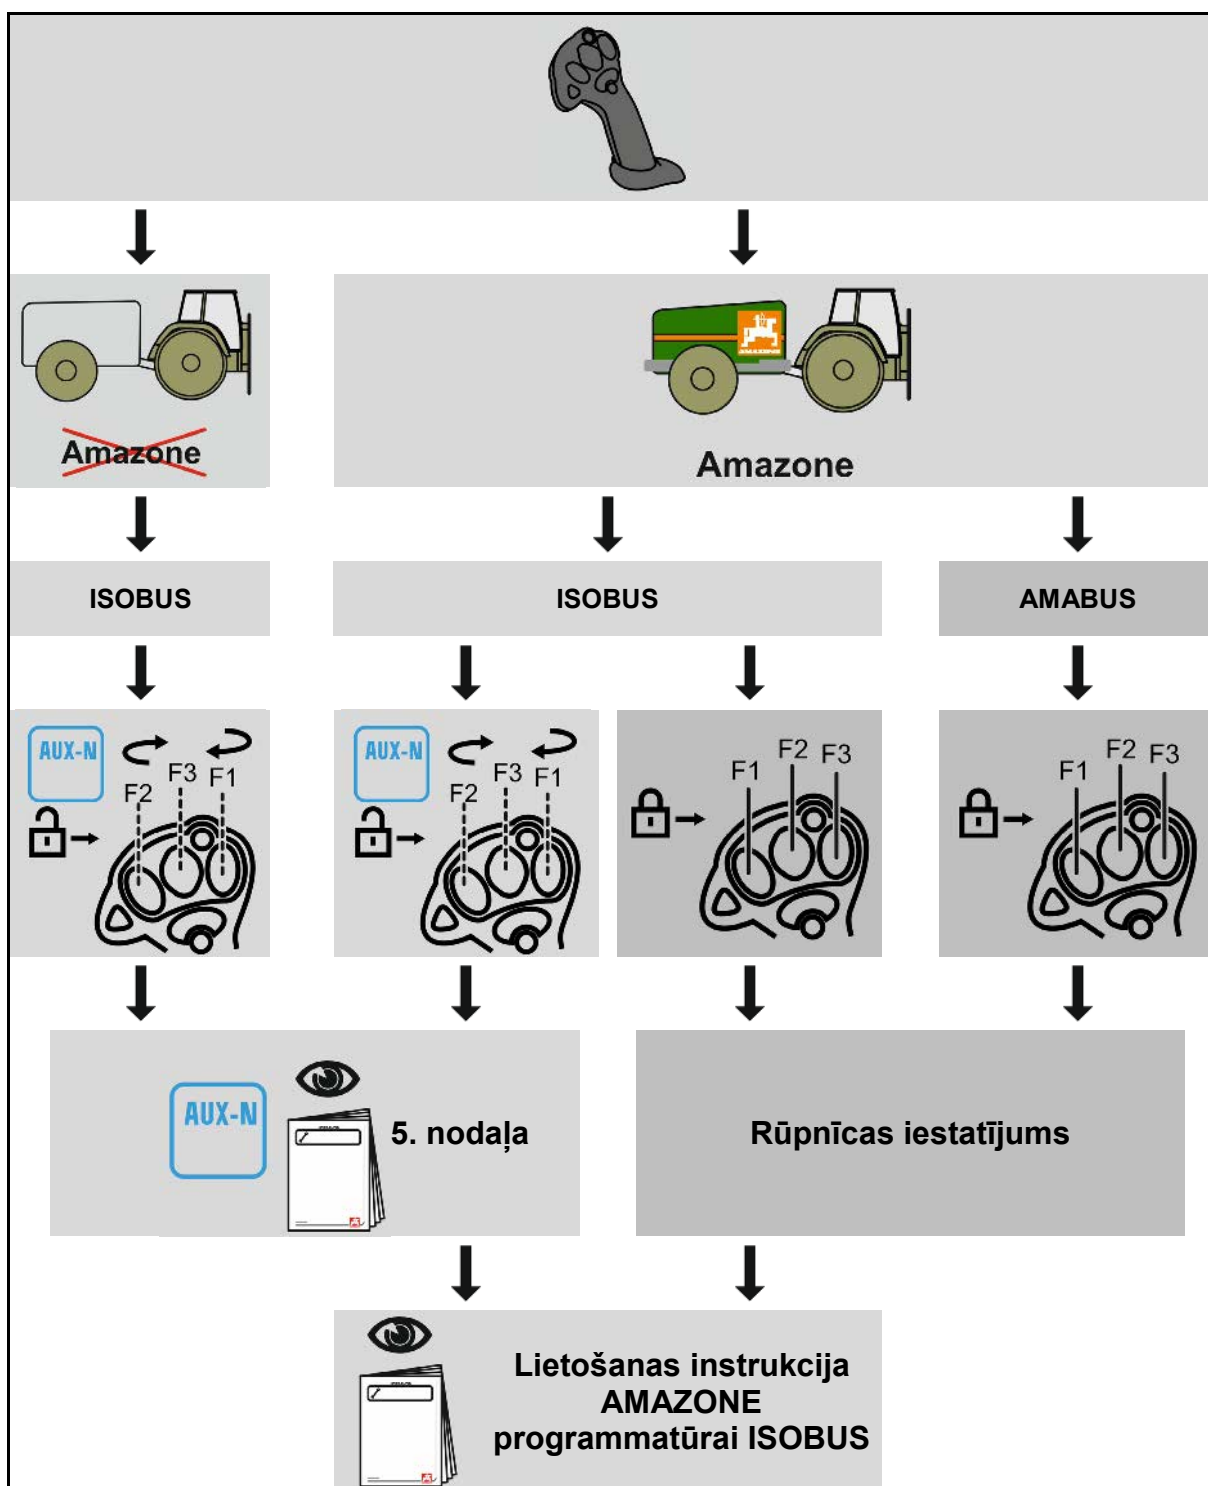 AMAZONE
Amazone
Amazone
ISOBUS
ISOBUS
AMABUS
AUX-N
F2
F3
F1
AUX-N
F2
F3
F1
F1
F2
F3
F1
F2
F3
AUX-N
5. nodaļa
Rūpnīcas iestatījums
Lietošanas instrukcija
AMAZONE
programmatūrai ISOBUS